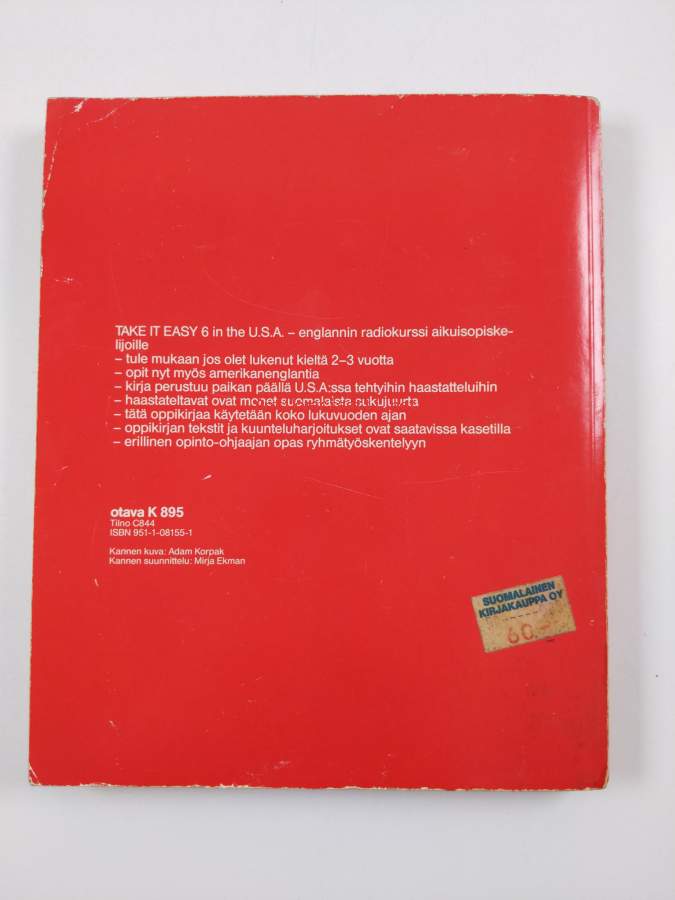 TAKE IT EASY 6 in the U.S.A. – englannin radiokurssi aikuisopiske-
lijoille
– tule mukaan jos olet lukenut kieltä 2–3 vuotta
– opit nyt myös amerikanenglantia
– kirja perustuu paikan päällä U.S.A:ssa tehtyihin haastatteluihin
– haastateltavat ovat monet suomalaista sukujuurta
– tätä oppikirjaa käytetään koko lukuvuoden ajan
– oppikirjan tekstit ja kuunteluharjoitukset ovat saatavissa kasetilla
– erillinen opinto-ohjaajan opas ryhmätyöskentelyyn
otava K 895
Tilno C844
ISBN 951-1-08155-1
Kannen kuva: Adam Korpak
Kannen suunnittelu: Mirja Ekman
SUOMALAINEN
KIRJAKAUPPA OY
60.-